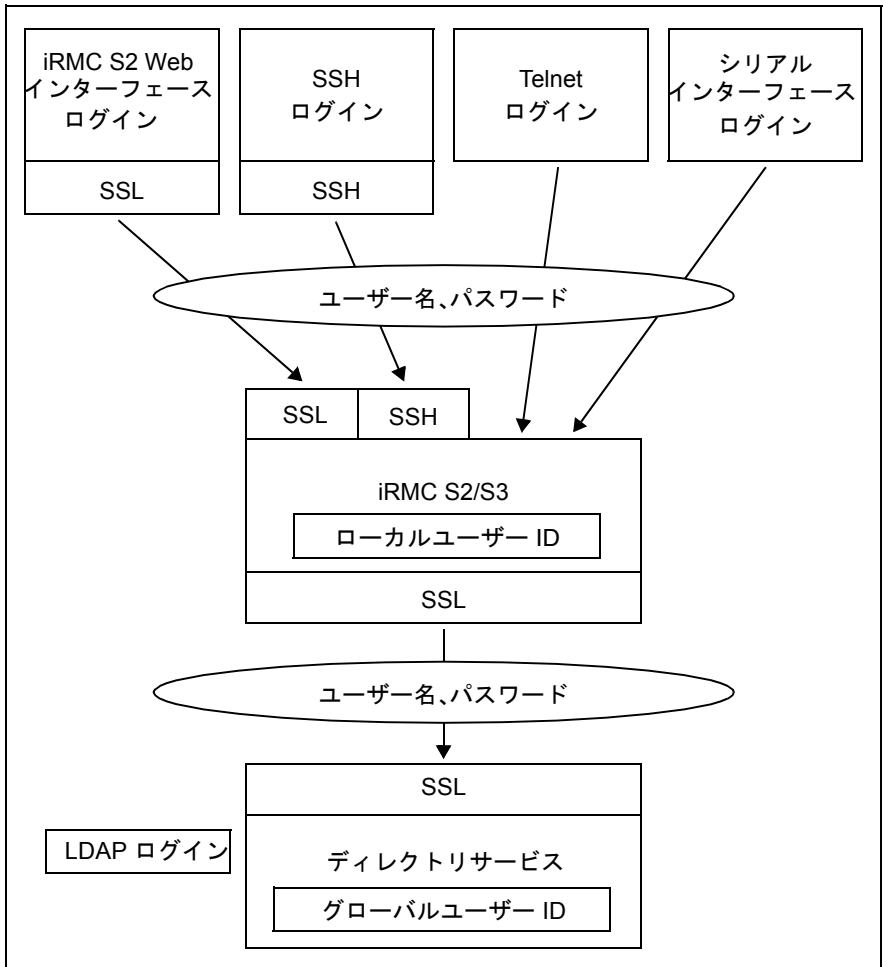 iRMC S2 Web
インターフェース
ログイン
SSL
SSH
ログイン
SSH
Telnet
ログイン
シリアル
インターフェース
ログイン
ユーザー名、パスワード
SSL
SSH
iRMC S2/S3
ローカルユーザー ID
SSL
ユーザー名、パスワード
SSL
LDAP ログイン
ディレクトリサービス
グローバルユーザー ID